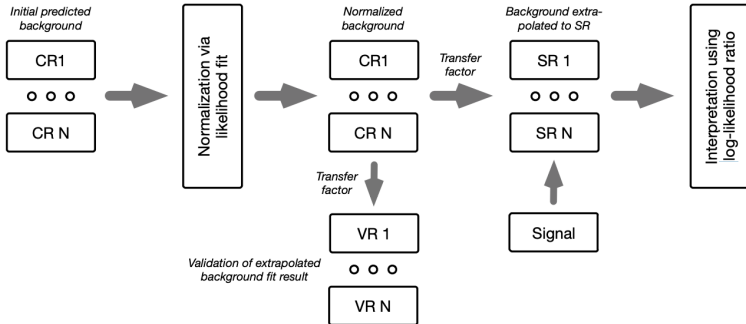 Initial predicted
background
CR1
CR N
Normalization via
likelihood fit
Normalized
background
CR1
CR N
Transfer
factor
Background extra-
polated to SR
SR 1
SR N
Interpretation using
log-likelihood ratio
Transfer
factor
VR 1
VR N
Validation of extrapolated
background fit result
Signal